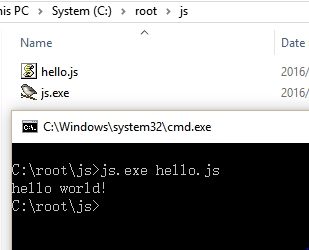 his PC > System (C:) > root > js
Name
Date
hello.js
2016/
js.exe
2016/
C:\Windows\system32\cmd.exe
C:\root\js>js.exe hello.js
hello world!
C:\root\js>